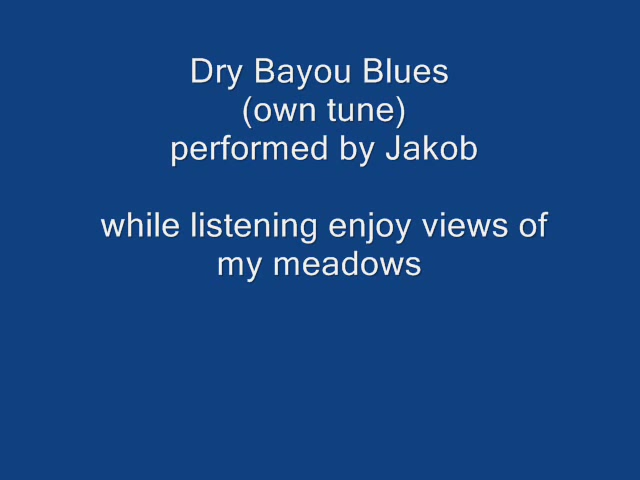 Dry Bayou Blues
(own tune)
performed by Jakob
while listening enjoy views of
my meadows